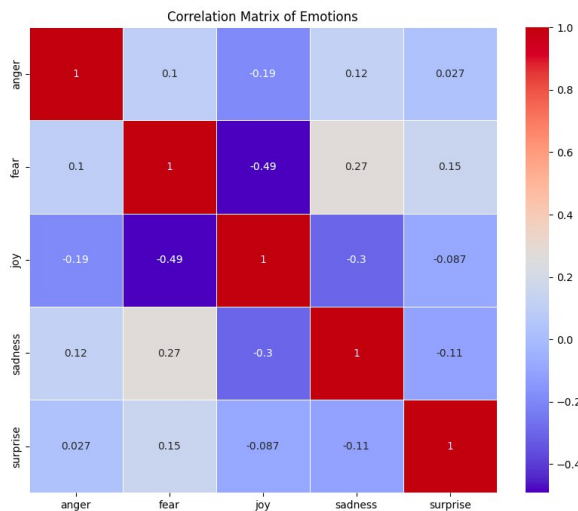 Correlation Matrix of Emotions
anger 1 0.1 -0.19 0.12 0.027
fear 0.1 1 -0.49 0.27 0.15
joy -0.19 -0.49 1 -0.3 -0.087
sadness 0.12 0.27 -0.3 1 -0.11
surprise 0.027 0.15 -0.087 -0.11 1
anger fear joy sadness surprise
1.0
0.8
0.6
0.4
0.2
0.0
-0.2
-0.4